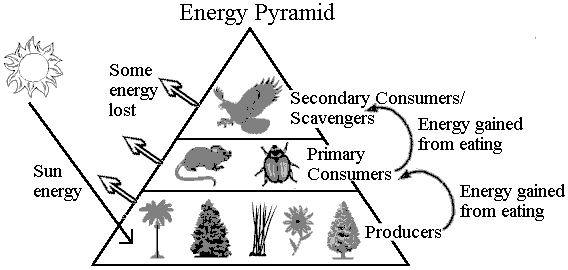 Energy Pyramid
Some
energy
lost
Secondary Consumers/
Scavengers
Energy gained
from eating
Sun
energy
Primary
Consumers
Energy gained
from eating
Producers